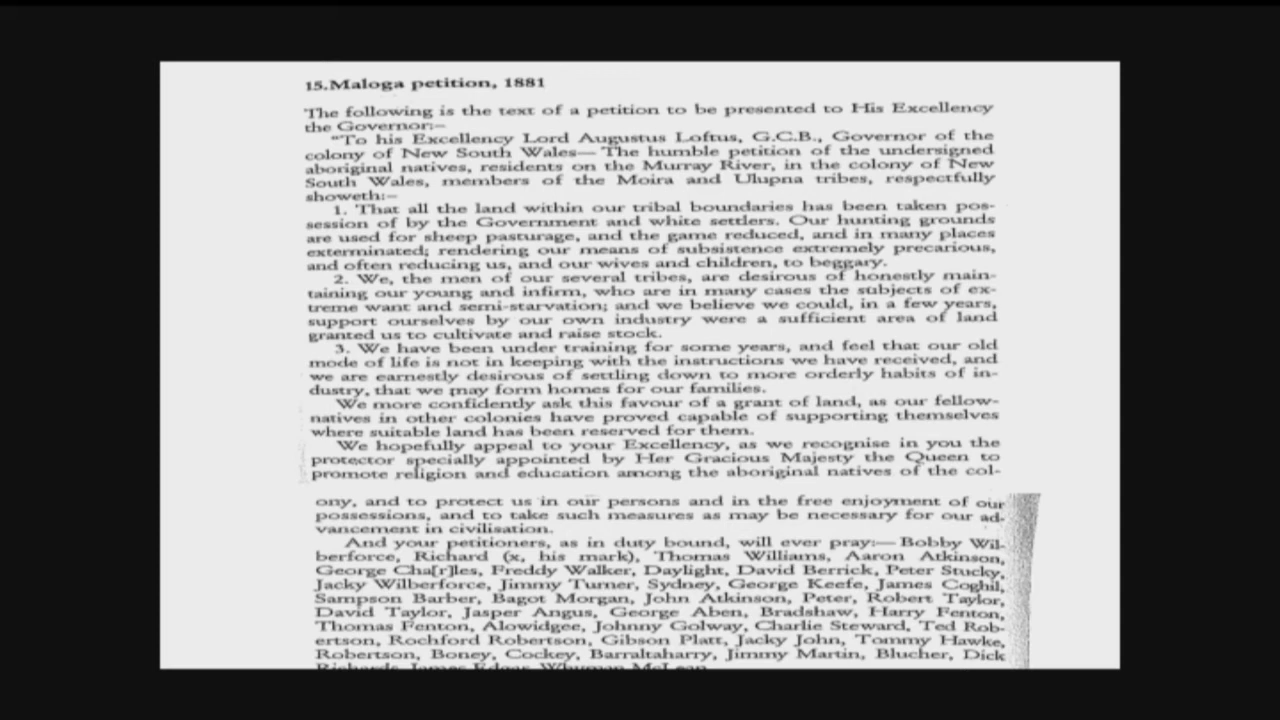 15.Maloga petition, 1881
The following is the text of a petition to be presented to His Excellency
the Governor:—
"To his Excellency Lord Augustus Loftus, G.C.B., Governor of the
colony of New South Wales— The humble petition of the undersigned
aboriginal natives, residents on the Murray River, in the colony of New
South Wales, members of the Moira and Ulupna tribes, respectfully
showeth:—
1. That all the land within our tribal boundaries has been taken pos-
session of by the Government and white settlers. Our hunting grounds
are used for sheep pasturage, and the game reduced, and in many places
exterminated; rendering our means of subsistence extremely precarious,
and often reducing us, and our wives and children, to beggary.
2. We, the men of our several tribes, are desirous of honestly main-
taining our young and infirm, who are in many cases the subjects of ex-
treme want and semi-starvation; and we believe we could, in a few years,
support ourselves by our own industry were a sufficient area of land
granted us to cultivate and raise stock.
3. We have been under training for some years, and feel that our old
mode of life is not in keeping with the instructions we have received, and
we are earnestly desirous of settling down to more orderly habits of in-
dustry, that we may form homes for our families.
We more confidently ask this favour of a grant of land, as our fellow-
natives in other colonies have proved capable of supporting themselves
where suitable land has been reserved for them.
We hopefully appeal to your Excellency, as we recognise in you the
protector specially appointed by Her Gracious Majesty the Queen to
promote religion and education among the aboriginal natives of the col-
ony, and to protect us in our persons and in the free enjoyment of our
possessions, and to take such measures as may be necessary for our ad-
vancement in civilisation.
And your petitioners, as in duty bound, will ever pray:— Bobby Wil-
berforce, Richard (x, his mark), Thomas Williams, Aaron Atkinson,
George Cha[r]les, Freddy Walker, Daylight, David Berrick, Peter Stucky,
Jacky Wilberforce, Jimmy Turner, Sydney, George Keefe, James Coghil,
Sampson Barber, Bagot Morgan, John Atkinson, Peter, Robert Taylor,
David Taylor, Jasper Angus, George Aben, Bradshaw, Harry Fenton,
Thomas Fenton, Alowidgee, Johnny Golway, Charlie Steward, Ted Rob-
ertson, Rochford Robertson, Gibson Platt, Jacky John, Tommy Hawke,
Robertson, Boney, Cockey, Barraltaharry, Jimmy Martin, Blucher, Dick
Richards, James Edgar, Whyman McLean